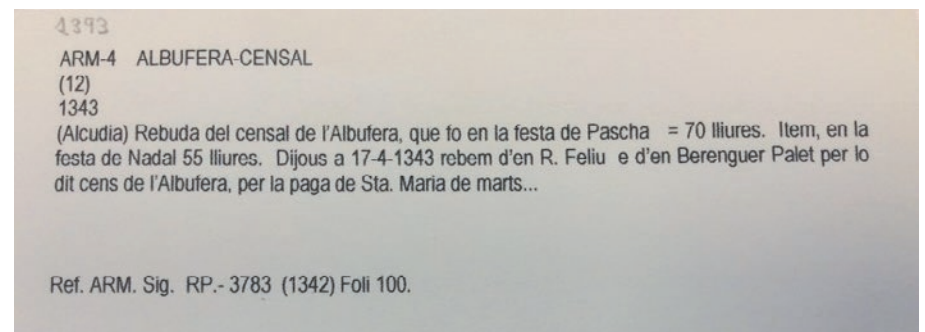 1393
ARM-4 ALBUFERA-CENSAL
(12)
1343
(Alcudia) Rebuda del censal de l'Albufera, que fo en la festa de Pascha = 70 lliures. Item, en la
festa de Nadal 55 lliures. Dijous a 17-4-1343 rebem d'en R. Feliu e d'en Berenguer Palet per lo
dit cens de l'Albufera, per la paga de Sta. Maria de marts...
Ref. ARM. Sig. RP.- 3783 (1342) Foli 100.